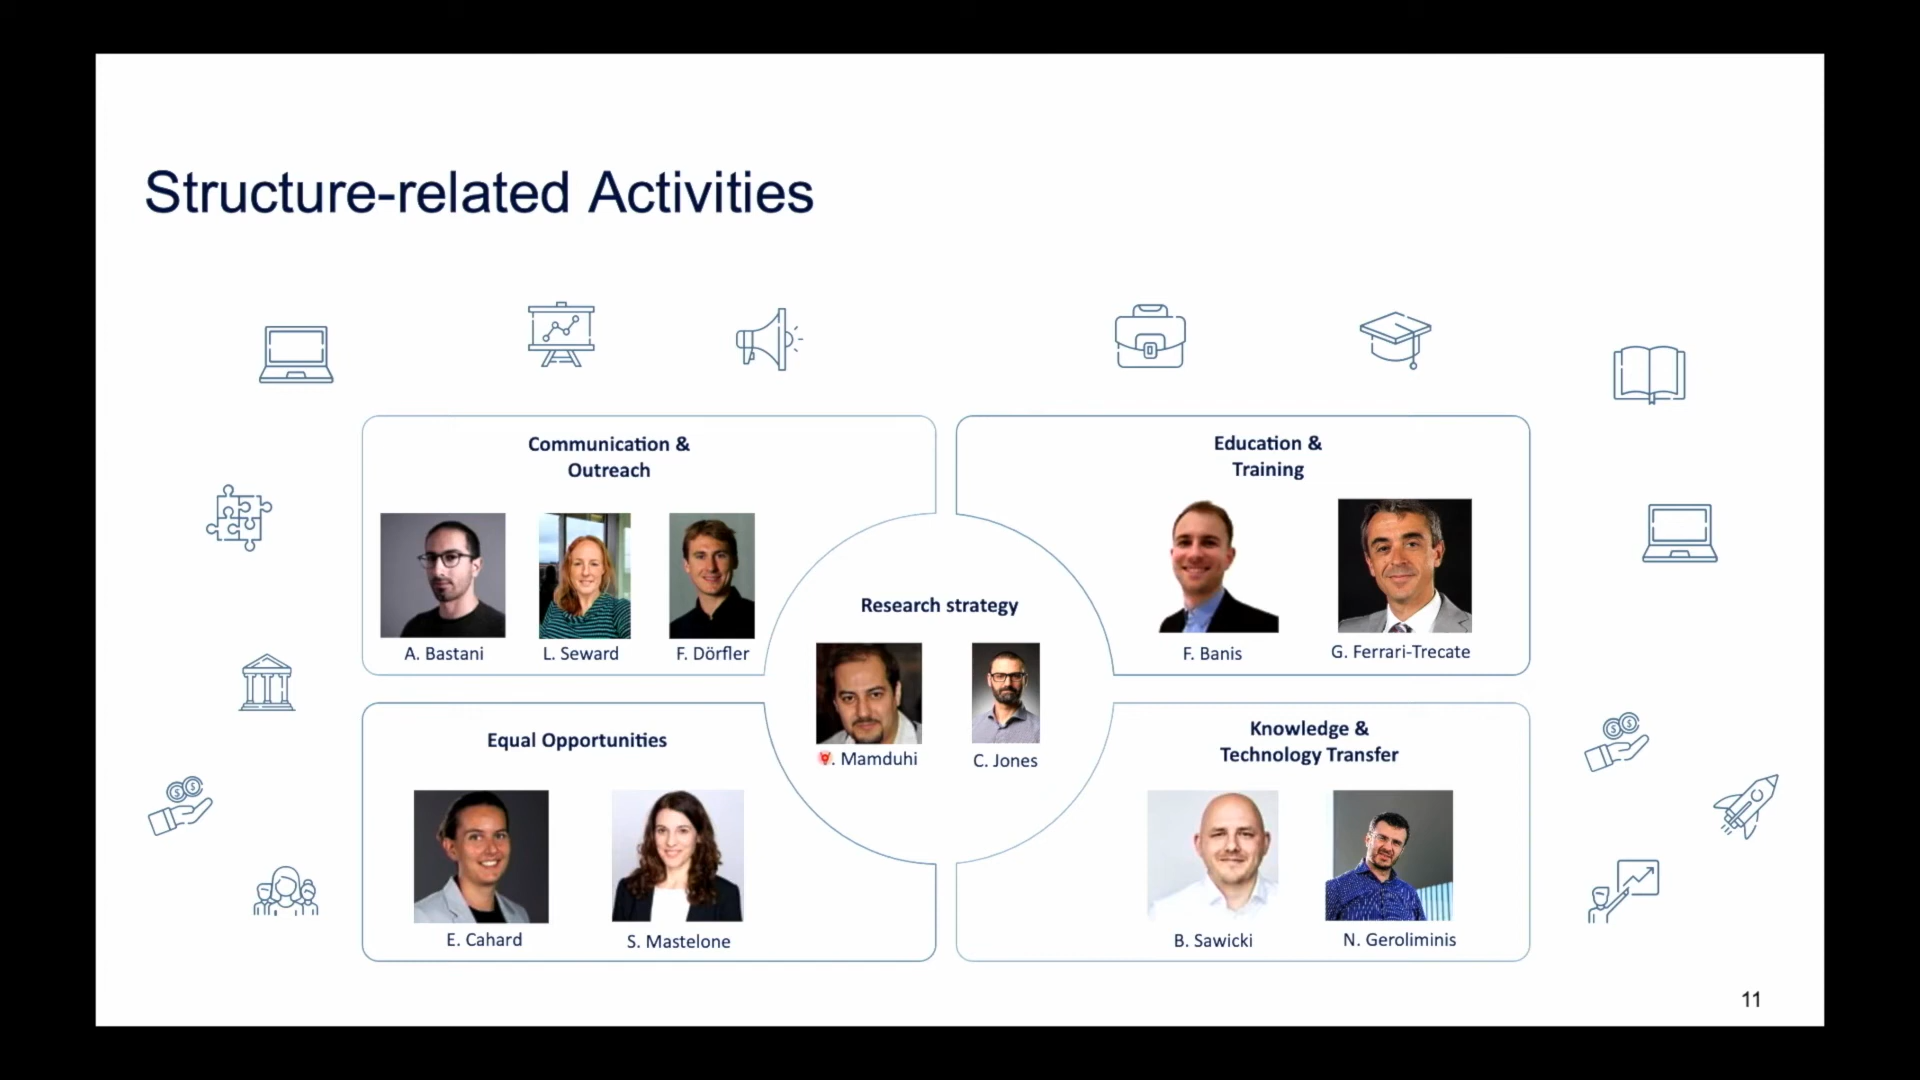 Structure-related Activities
Communication &
Outreach
A. Bastani
L. Seward
F. Dörfler
Education &
Training
F. Banis
G. Ferrari-Trecate
Research strategy
. Mamduhi
C. Jones
Equal Opportunities
E. Cahard
S. Mastelone
Knowledge &
Technology Transfer
B. Sawicki
N. Geroliminis
11